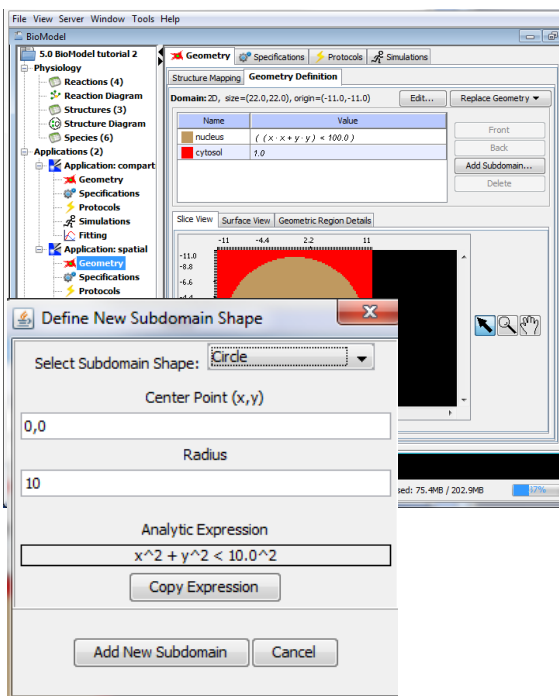 File View Server Window Tools Help
BioModel
5.0 BioModel tutorial 2
Physiology
Reactions (4)
Reaction Diagram
Structures (3)
Structure Diagram
Species (6)
Applications (2)
Application: compart
Geometry
Specifications
Protocols
Simulations
Fitting
Application: spatial
Geometry
Specifications
Protocols
Geometry Specifications Protocols Simulations
Structure Mapping Geometry Definition
Domain: 2D, size=(22.0,22.0), origin=(-11.0,-11.0) Edit... Replace Geometry
Name Value
nucleus ( ( x · x + y · y ) < 100.0 )
cytosol 1.0
Front
Back
Add Subdomain...
Delete
Slice View Surface View Geometric Region Details
-11 -4.4 2.2 11
-11.0
-8.8
-6.6
-4.4
sed: 75.4MB / 202.9MB 37%
Define New Subdomain Shape
Select Subdomain Shape: Circle
Center Point (x,y)
0,0
Radius
10
Analytic Expression
x^2 + y^2 < 10.0^2
Copy Expression
Add New Subdomain Cancel